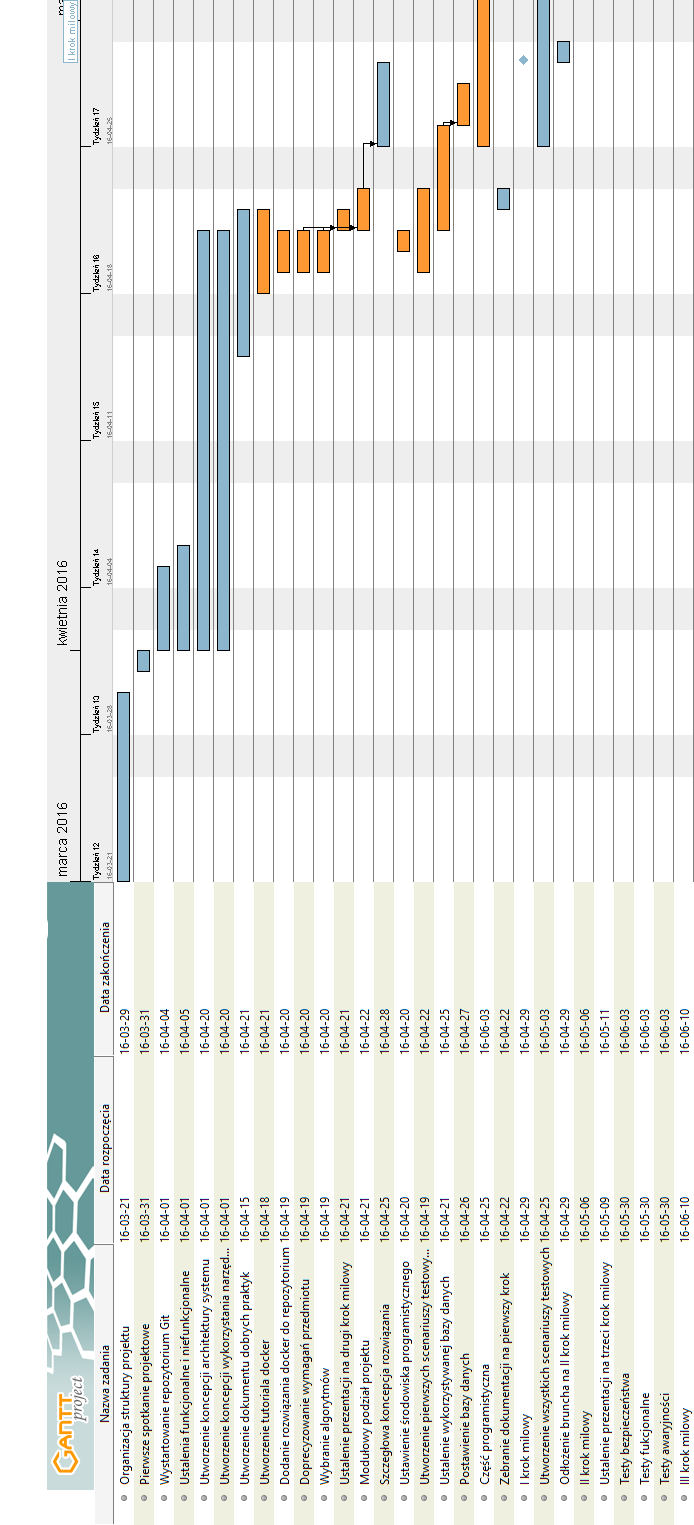 GANTT
project
Nazwa zadania Data rozpoczęcia Data zakończenia
Organizacja struktury projektu 16-03-21 16-03-29
Pierwsze spotkanie projektowe 16-03-31 16-03-31
Wystartowanie repozytorium Git 16-04-01 16-04-04
Ustalenia funkcjonalne i niefunkcjonalne 16-04-01 16-04-05
Utworzenie koncepcji architektury systemu 16-04-01 16-04-20
Utworzenie koncepcji wykorzystania narzęd... 16-04-01 16-04-20
Utworzenie dokumentu dobrych praktyk 16-04-15 16-04-21
Utworzenie tutoriala docker 16-04-18 16-04-21
Dodanie rozwiązania docker do repozytorium 16-04-19 16-04-20
Doprecyzowanie wymagań przedmiotu 16-04-19 16-04-20
Wybranie algorytmów 16-04-19 16-04-20
Ustalenie prezentacji na drugi krok milowy 16-04-21 16-04-21
Modułowy podział projektu 16-04-21 16-04-22
Szczegółowa koncepcja rozwiązania 16-04-25 16-04-28
Ustawienie środowiska programistycznego 16-04-20 16-04-20
Utworzenie pierwszych scenariuszy testowy... 16-04-19 16-04-22
Ustalenie wykorzystywanej bazy danych 16-04-21 16-04-25
Postawienie bazy danych 16-04-26 16-04-27
Część programistyczna 16-04-25 16-06-03
Zebranie dokumentacji na pierwszy krok 16-04-22 16-04-22
I krok milowy 16-04-29 16-04-29
Utworzenie wszystkich scenariuszy testowych 16-04-25 16-05-03
Odłożenie bruncha na II krok milowy 16-04-29 16-04-29
II krok milowy 16-05-06 16-05-06
Ustalenie prezentacji na trzeci krok milowy 16-05-09 16-05-11
Testy bezpieczeństwa 16-05-30 16-06-03
Testy fukcjonalne 16-05-30 16-06-03
Testy awaryjności 16-05-30 16-06-03
III krok milowy 16-06-10 16-06-10
marca 2016 kwietnia 2016
I krok milowy
Tydzień 12 Tydzień 13 Tydzień 14 Tydzień 15 Tydzień 16 Tydzień 17
16-03-21 16-03-28 16-04-04 16-04-11 16-04-18 16-04-25